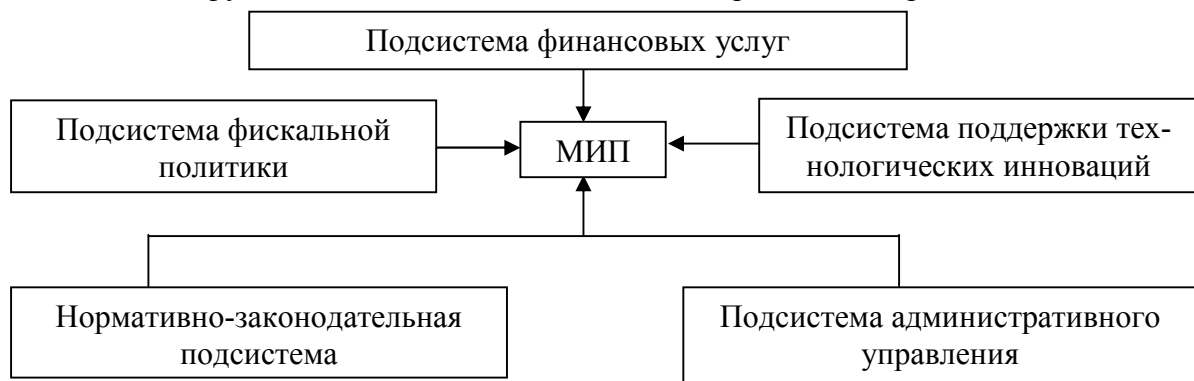 Подсистема финансовых услуг
Подсистема фискальной
политики
МИП
Подсистема поддержки тех-
нологических инноваций
Нормативно-законодательная
подсистема
Подсистема административного
управления